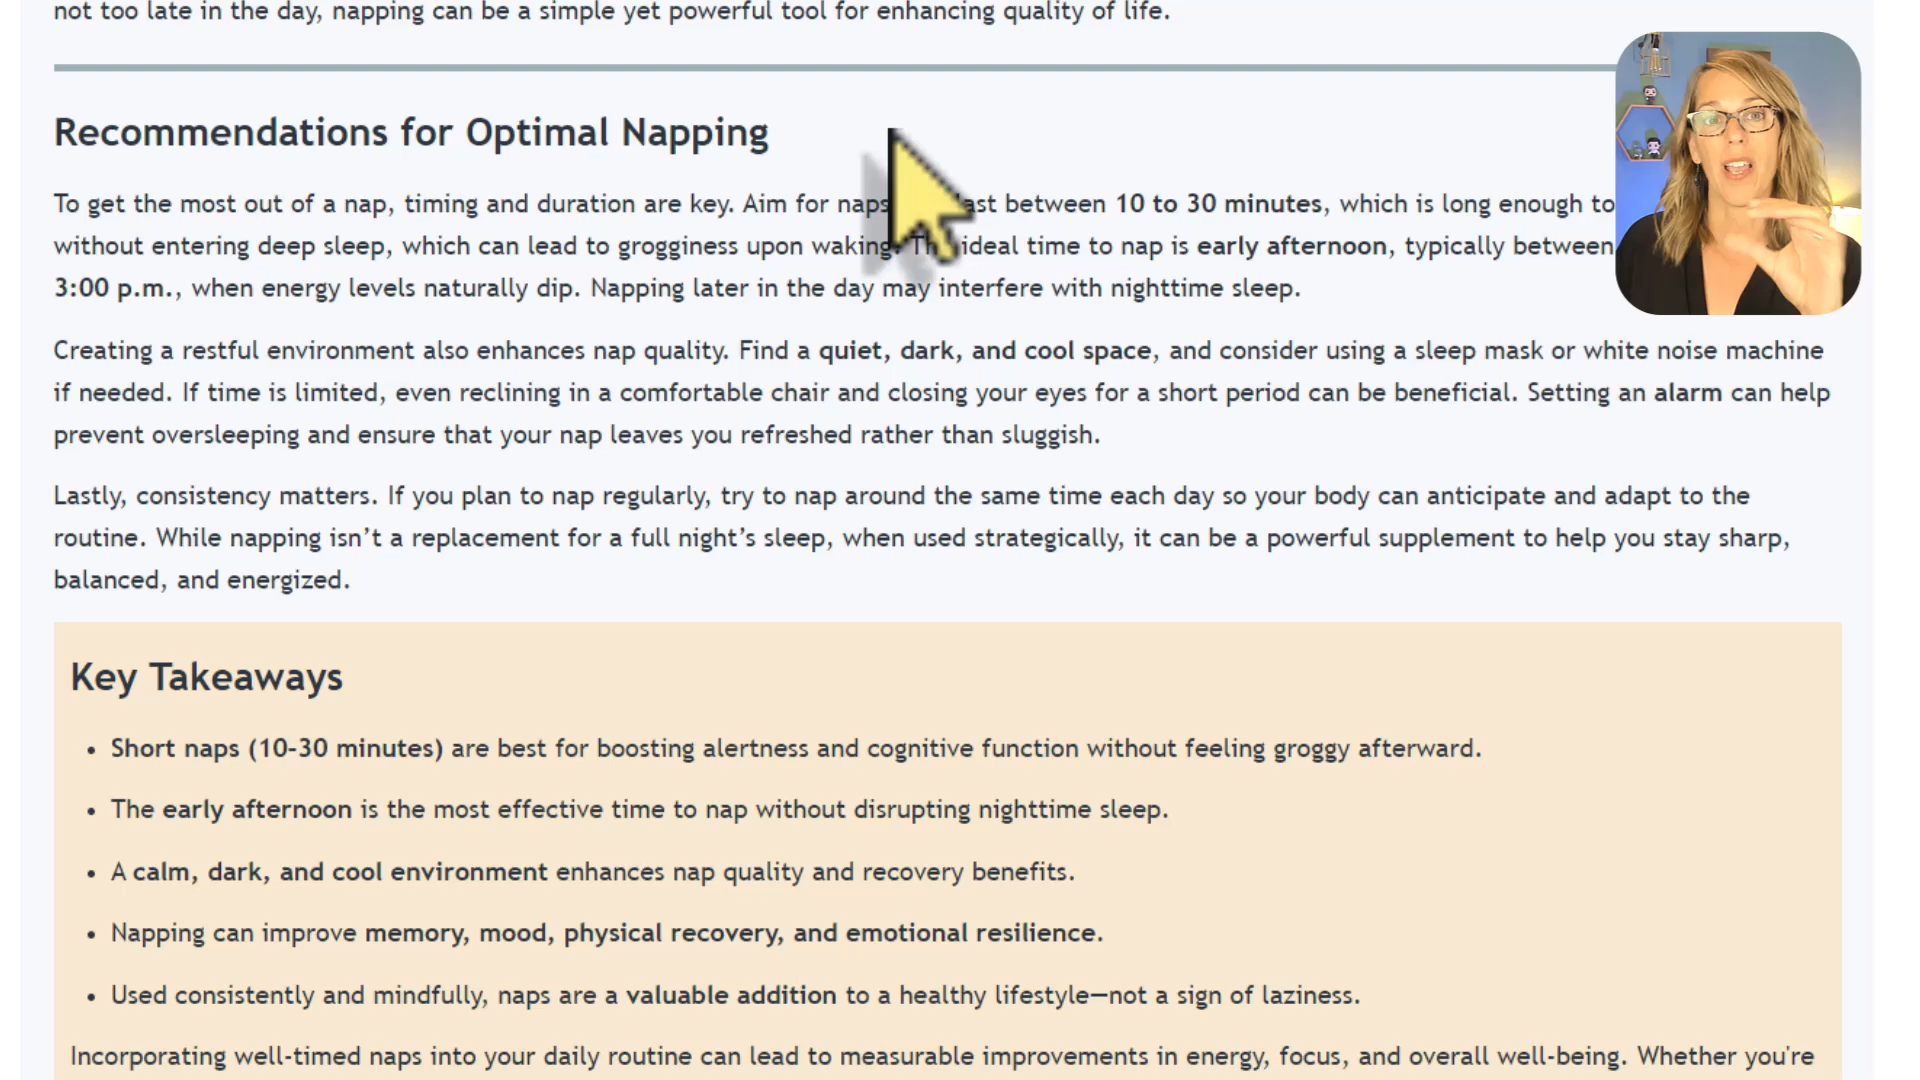 not too late in the day, napping can be a simple yet powerful tool for enhancing quality of life.
Recommendations for Optimal Napping
To get the most out of a nap, timing and duration are key. Aim for naps last between 10 to 30 minutes, which is long enough to
without entering deep sleep, which can lead to grogginess upon waking. The ideal time to nap is early afternoon, typically between
3:00 p.m., when energy levels naturally dip. Napping later in the day may interfere with nighttime sleep.
Creating a restful environment also enhances nap quality. Find a quiet, dark, and cool space, and consider using a sleep mask or white noise machine
if needed. If time is limited, even reclining in a comfortable chair and closing your eyes for a short period can be beneficial. Setting an alarm can help
prevent oversleeping and ensure that your nap leaves you refreshed rather than sluggish.
Lastly, consistency matters. If you plan to nap regularly, try to nap around the same time each day so your body can anticipate and adapt to the
routine. While napping isn’t a replacement for a full night’s sleep, when used strategically, it can be a powerful supplement to help you stay sharp,
balanced, and energized.
Key Takeaways
• Short naps (10–30 minutes) are best for boosting alertness and cognitive function without feeling groggy afterward.
• The early afternoon is the most effective time to nap without disrupting nighttime sleep.
• A calm, dark, and cool environment enhances nap quality and recovery benefits.
• Napping can improve memory, mood, physical recovery, and emotional resilience.
• Used consistently and mindfully, naps are a valuable addition to a healthy lifestyle—not a sign of laziness.
Incorporating well-timed naps into your daily routine can lead to measurable improvements in energy, focus, and overall well-being. Whether you're